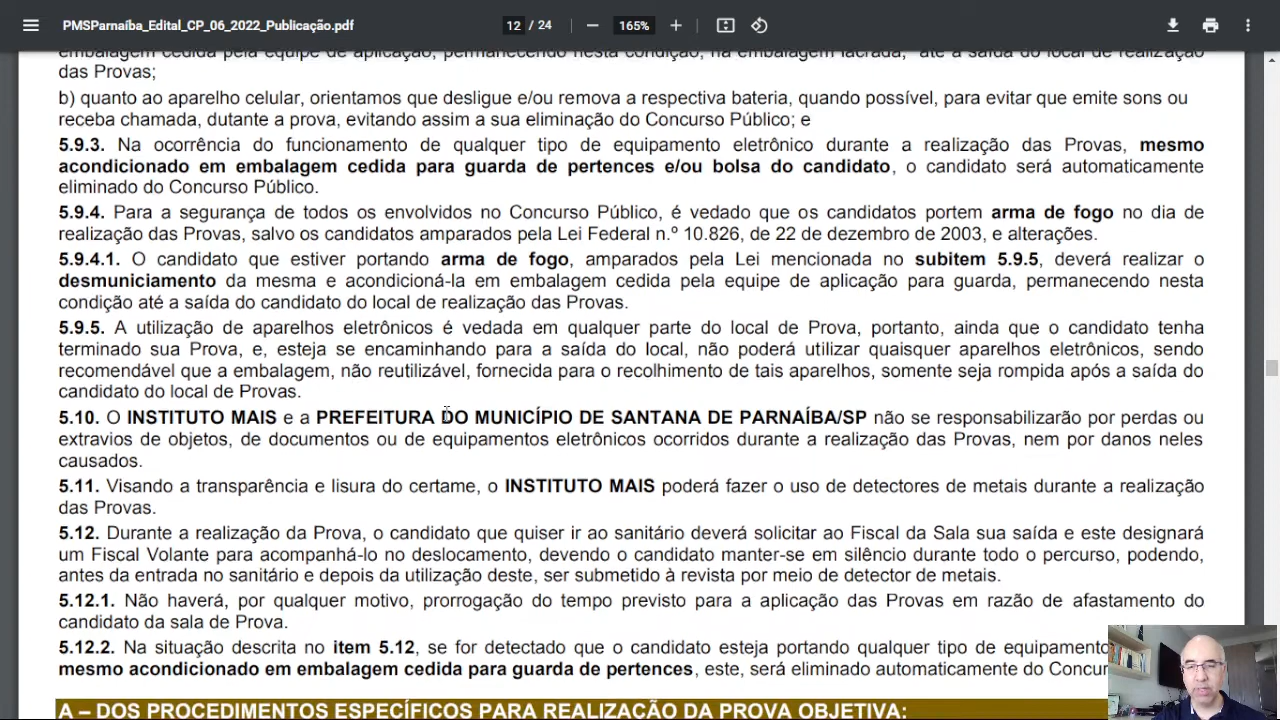 PMSParnaíba_Edital_CP_06_2022_Publicação.pdf
12 / 24
165%
embalagem cedida pela equipe de aplicação, permanecendo nesta condição, na embalagem lacrada, até a saída do local de realização
das Provas;
b) quanto ao aparelho celular, orientamos que desligue e/ou remova a respectiva bateria, quando possível, para evitar que emite sons ou
receba chamada, dutante a prova, evitando assim a sua eliminação do Concurso Público; e
5.9.3. Na ocorrência do funcionamento de qualquer tipo de equipamento eletrônico durante a realização das Provas, mesmo
acondicionado em embalagem cedida para guarda de pertences e/ou bolsa do candidato, o candidato será automaticamente
eliminado do Concurso Público.
5.9.4. Para a segurança de todos os envolvidos no Concurso Público, é vedado que os candidatos portem arma de fogo no dia de
realização das Provas, salvo os candidatos amparados pela Lei Federal n.º 10.826, de 22 de dezembro de 2003, e alterações.
5.9.4.1. O candidato que estiver portando arma de fogo, amparados pela Lei mencionada no subitem 5.9.5, deverá realizar o
desmuniciamento da mesma e acondicioná-la em embalagem cedida pela equipe de aplicação para guarda, permanecendo nesta
condição até a saída do candidato do local de realização das Provas.
5.9.5. A utilização de aparelhos eletrônicos é vedada em qualquer parte do local de Prova, portanto, ainda que o candidato tenha
terminado sua Prova, e, esteja se encaminhando para a saída do local, não poderá utilizar quaisquer aparelhos eletrônicos, sendo
recomendável que a embalagem, não reutilizável, fornecida para o recolhimento de tais aparelhos, somente seja rompida após a saída do
candidato do local de Provas.
5.10. O INSTITUTO MAIS e a PREFEITURA DO MUNICÍPIO DE SANTANA DE PARNAÍBA/SP não se responsabilizarão por perdas ou
extravios de objetos, de documentos ou de equipamentos eletrônicos ocorridos durante a realização das Provas, nem por danos neles
causados.
5.11. Visando a transparência e lisura do certame, o INSTITUTO MAIS poderá fazer o uso de detectores de metais durante a realização
das Provas.
5.12. Durante a realização da Prova, o candidato que quiser ir ao sanitário deverá solicitar ao Fiscal da Sala sua saída e este designará
um Fiscal Volante para acompanhá-lo no deslocamento, devendo o candidato manter-se em silêncio durante todo o percurso, podendo,
antes da entrada no sanitário e depois da utilização deste, ser submetido à revista por meio de detector de metais.
5.12.1. Não haverá, por qualquer motivo, prorrogação do tempo previsto para a aplicação das Provas em razão de afastamento do
candidato da sala de Prova.
5.12.2. Na situação descrita no item 5.12, se for detectado que o candidato esteja portando qualquer tipo de equipamento
mesmo acondicionado em embalagem cedida para guarda de pertences, este, será eliminado automaticamente do Concur
A – DOS PROCEDIMENTOS ESPECÍFICOS PARA REALIZAÇÃO DA PROVA OBJETIVA: